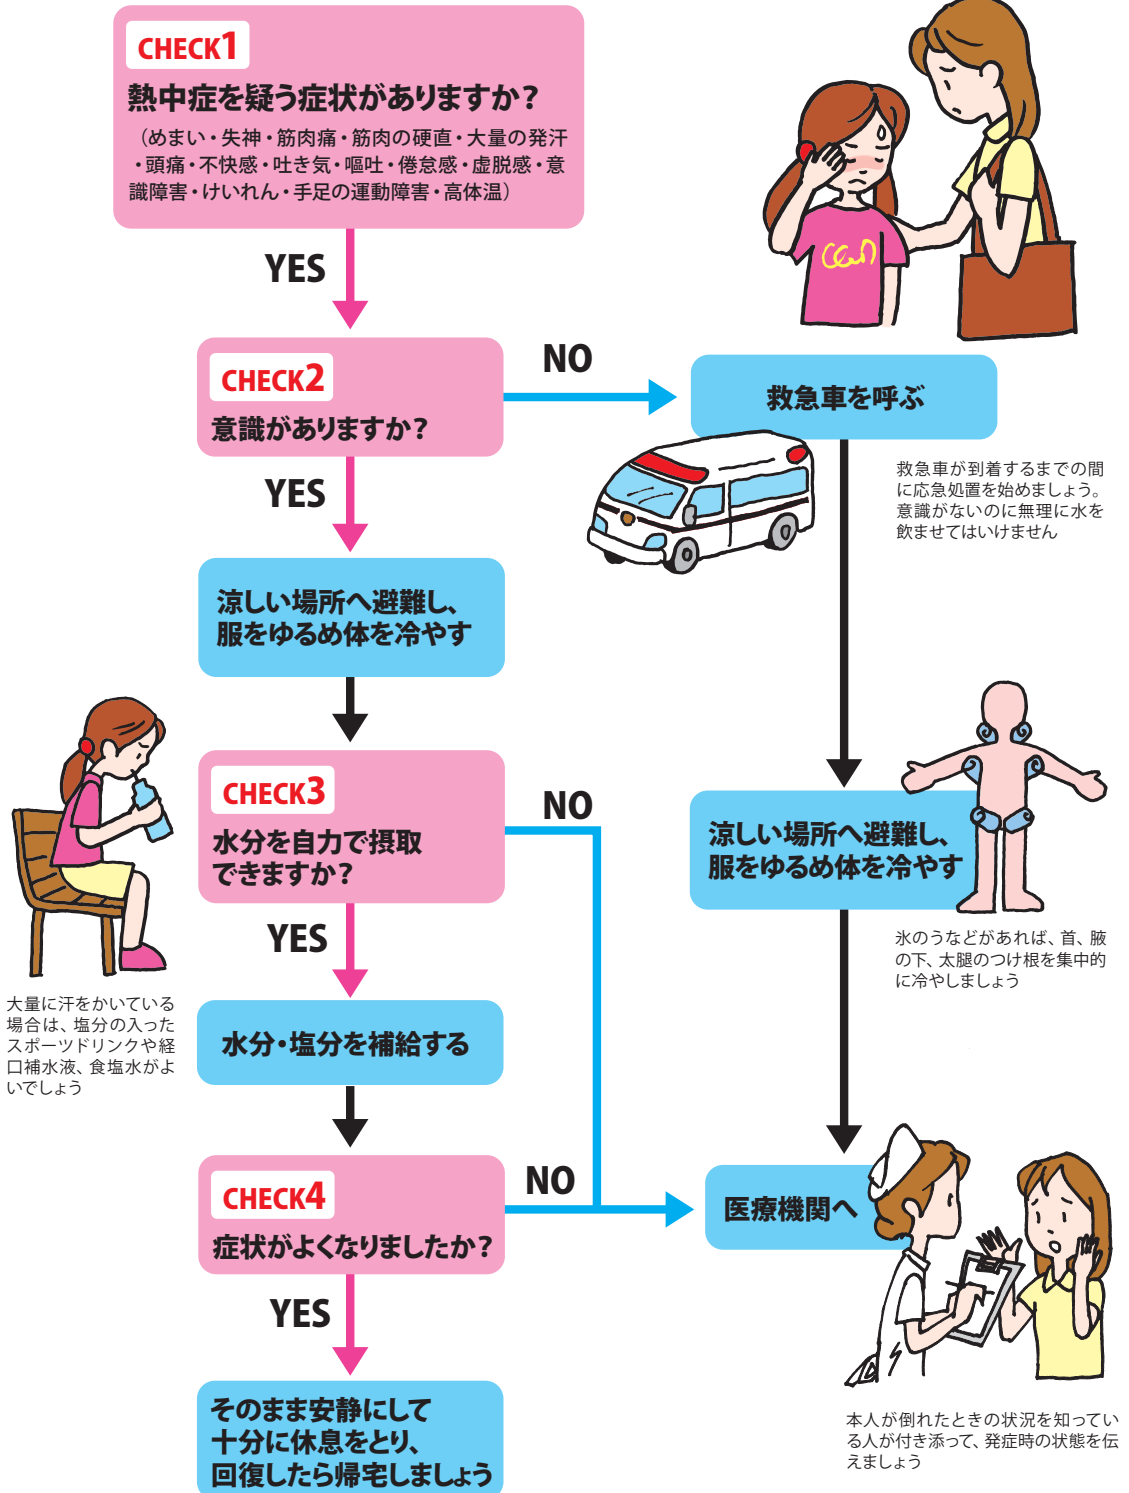 CHECK1
熱中症を疑う症状がありますか？
（めまい・失神・筋肉痛・筋肉の硬直・大量の発汗
・頭痛・不快感・吐き気・嘔吐・倦怠感・虚脱感・意
識障害・けいれん・手足の運動障害・高体温）
YES
CHECK2
意識がありますか？
NO
救急車を呼ぶ
救急車が到着するまでの間
に応急処置を始めましょう。
意識がないのに無理に水を
飲ませてはいけません
YES
涼しい場所へ避難し、
服をゆるめ体を冷やす
CHECK3
水分を自力で摂取
できますか？
NO
涼しい場所へ避難し、
服をゆるめ体を冷やす
氷のうなどがあれば、首、腋
の下、太腿のつけ根を集中的
に冷やしましょう
YES
大量に汗をかいている
場合は、塩分の入った
スポーツドリンクや経
口補水液、食塩水がよ
いでしょう
水分・塩分を補給する
CHECK4
症状がよくなりましたか？
NO
医療機関へ
YES
本人が倒れたときの状況を知ってい
る人が付き添って、発症時の状態を伝
えましょう
そのまま安静にして
十分に休息をとり、
回復したら帰宅しましょう